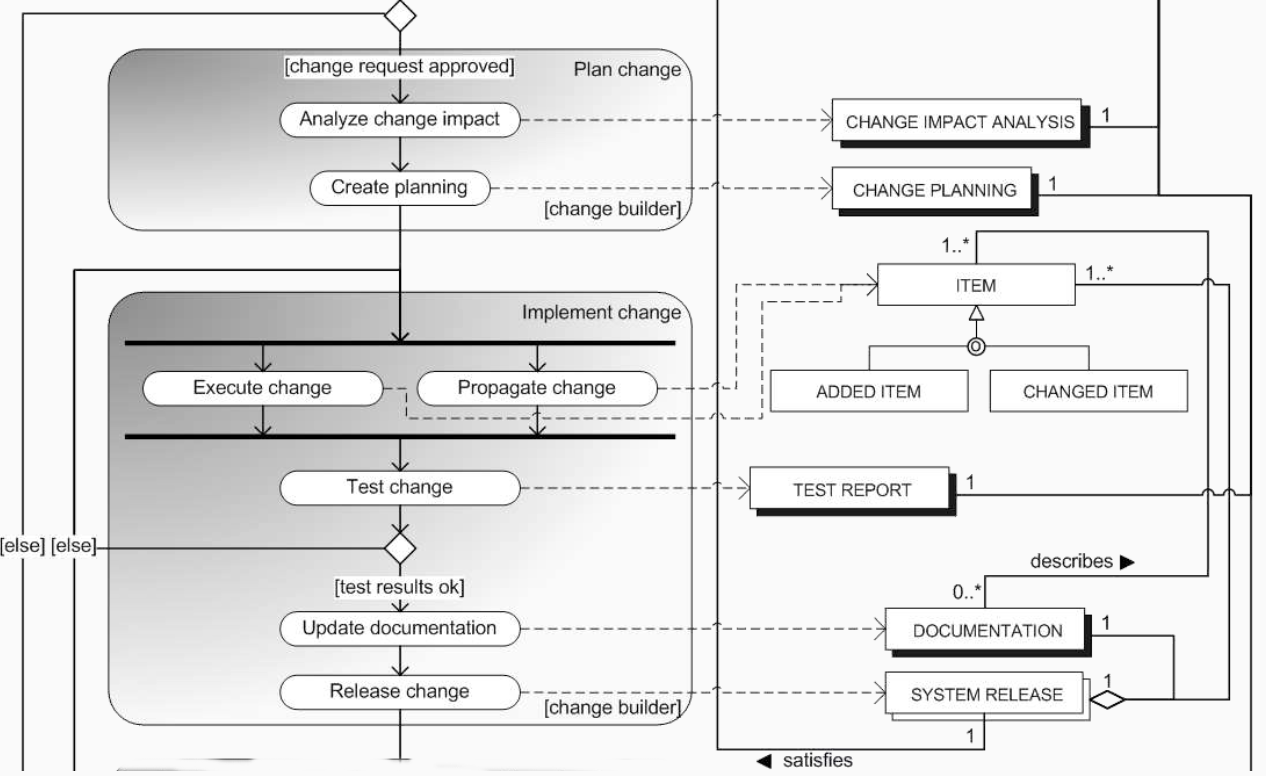 [change request approved]
Plan change
Analyze change impact
CHANGE IMPACT ANALYSIS
1
Create planning
CHANGE PLANNING
1
[change builder]
1..*
ITEM
1..*
Implement change
Execute change
Propagate change
ADDED ITEM
CHANGED ITEM
Test change
TEST REPORT
1
[else]
[else]
[test results ok]
describes ►
0..*
Update documentation
DOCUMENTATION
1
Release change
SYSTEM RELEASE
1
[change builder]
1
◄ satisfies